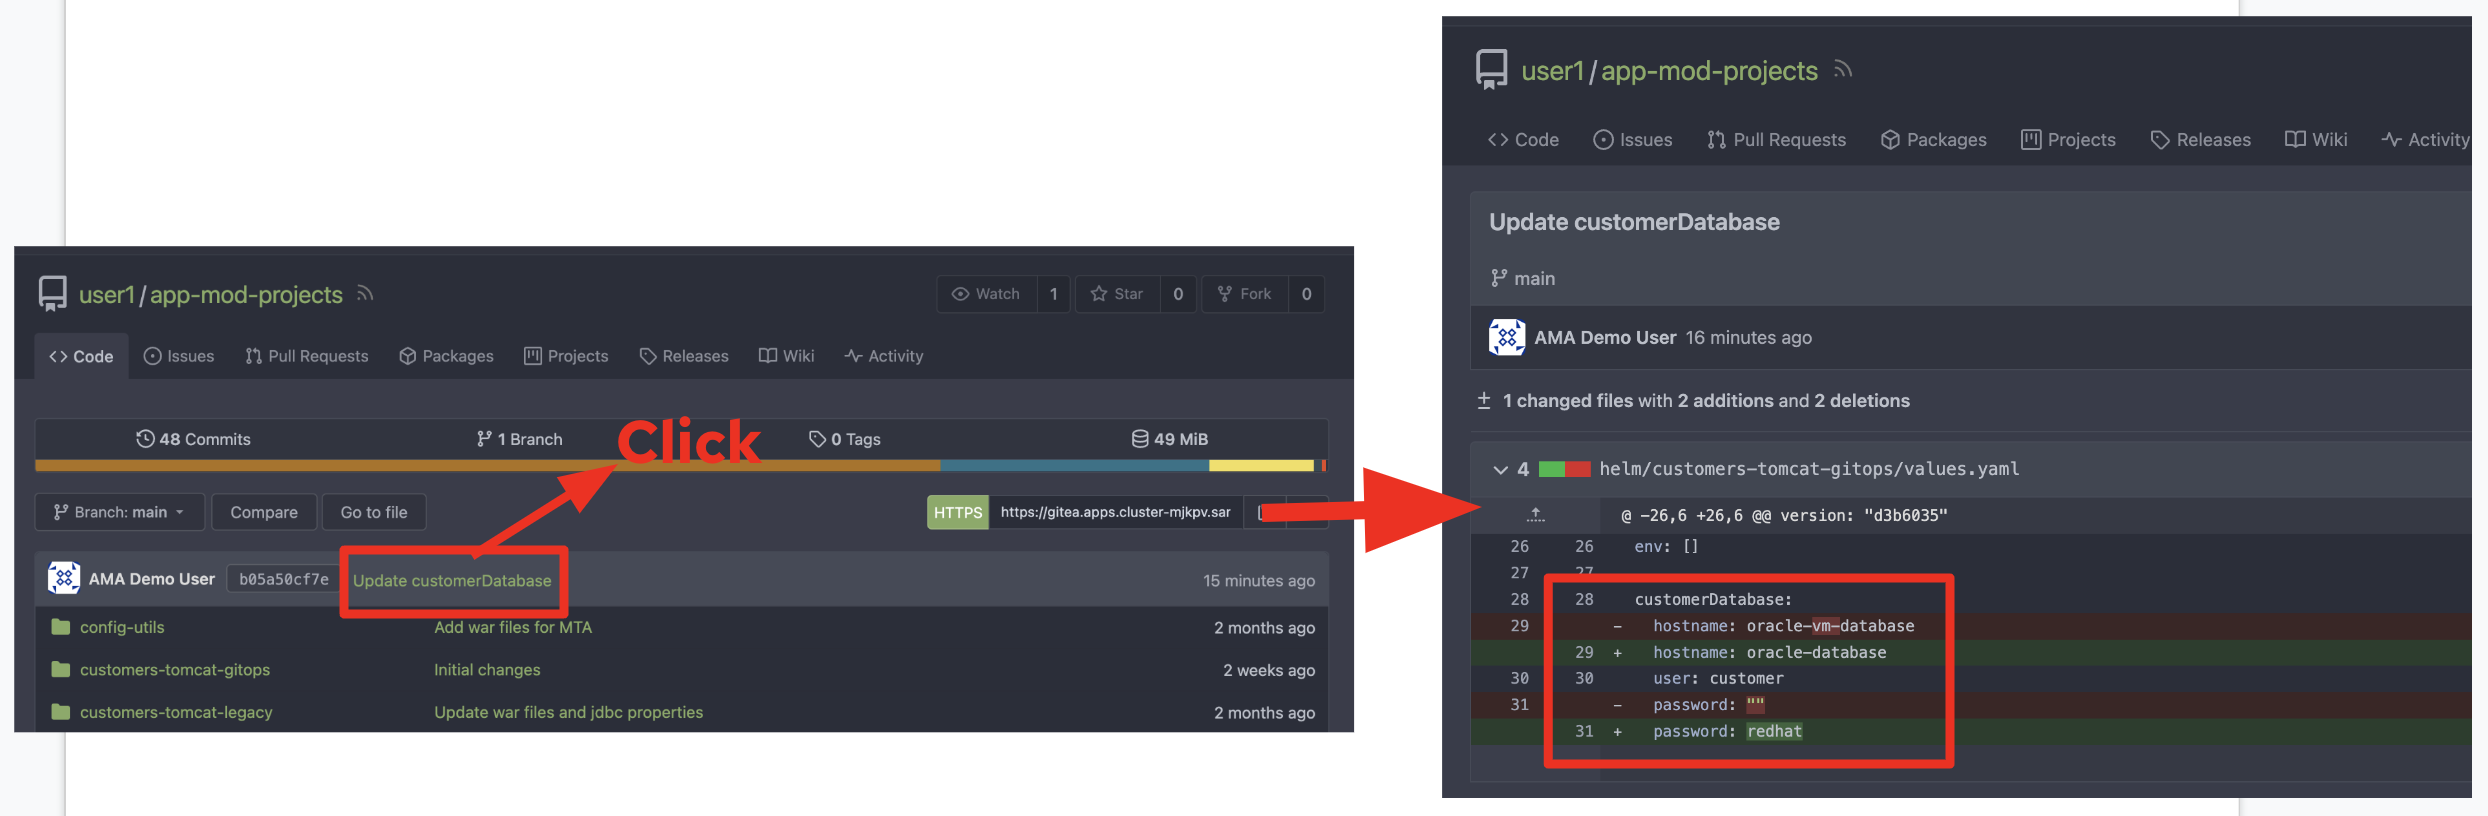 user1/app-mod-projects
Watch 1 Star 0 Fork 0
Code Issues Pull Requests Packages Projects Releases Wiki Activity
48 Commits 1 Branch 0 Tags 49 MiB
Click
Branch: main Compare Go to file HTTPS https://gitea.apps.cluster-mjkpv.sar
AMA Demo User b05a50cf7e Update customerDatabase 15 minutes ago
config-utils Add war files for MTA 2 months ago
customers-tomcat-gitops Initial changes 2 weeks ago
customers-tomcat-legacy Update war files and jdbc properties 2 months ago
user1/app-mod-projects
Code Issues Pull Requests Packages Projects Releases Wiki Activity
Update customerDatabase
main
AMA Demo User 16 minutes ago
1 changed files with 2 additions and 2 deletions
4 helm/customers-tomcat-gitops/values.yaml
@ -26,6 +26,6 @@ version: "d3b6035"
26 26 env: []
27 27
28 28 customerDatabase:
29 - hostname: oracle-vm-database
29 + hostname: oracle-database
30 30 user: customer
31 - password: ""
31 + password: redhat